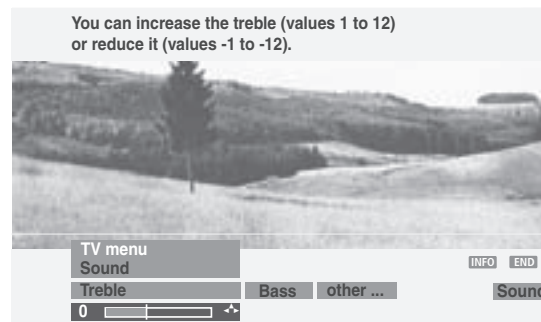 You can increase the treble (values 1 to 12)
or reduce it (values -1 to -12).
TV menu
Sound
INFO END
Treble Bass other ... Sound
0